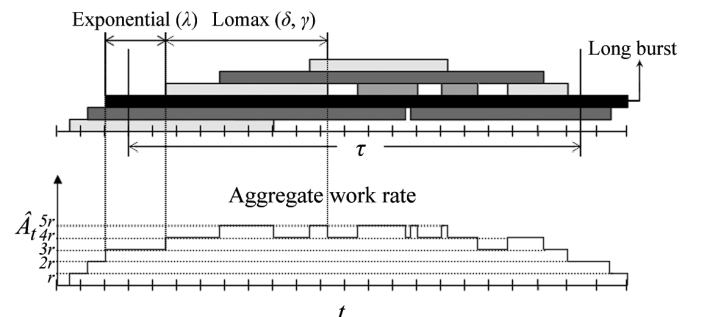 Exponential (λ) Lomax (δ, γ)
Long burst
τ
Aggregate work rate
Â_t
5r
4r
3r
2r
r
t